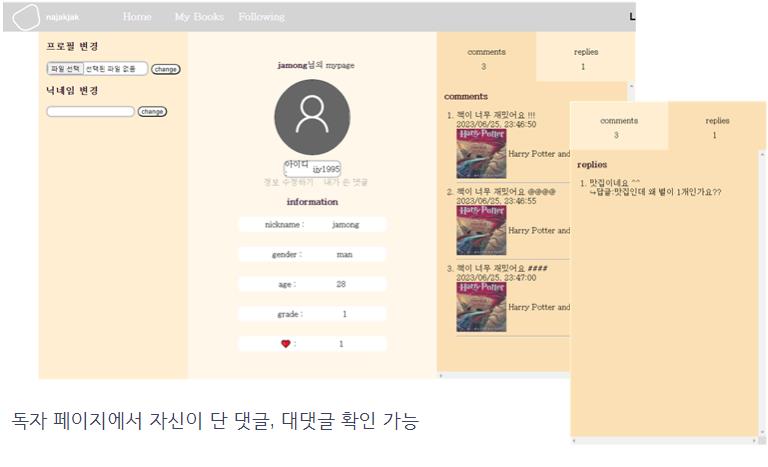 najakjak Home My Books Following
프로필 변경
파일 선택 선택된 파일 없음 change
닉네임 변경
change
jamong님의 mypage
아이디 : ijy1995
정보 수정하기 내가 쓴 댓글
information
nickname : jamong
gender : man
age : 28
grade : 1
❤ : 1
comments replies
3 1
comments
1. 책이 너무 재밌어요 !!!
2023/06/25, 23:46:50
Harry Potter
Harry Potter and
2. 책이 너무 재밌어요 @@@@
2023/06/25, 23:46:55
Harry Potter
Harry Potter and
3. 책이 너무 재밌어요 ####
2023/06/25, 23:47:00
Harry Potter
Harry Potter and
comments replies
3 1
replies
1. 맛집이네요 ^^
↳답글:맛집인데 왜 별이 1개인가요??
독자 페이지에서 자신이 단 댓글, 대댓글 확인 가능